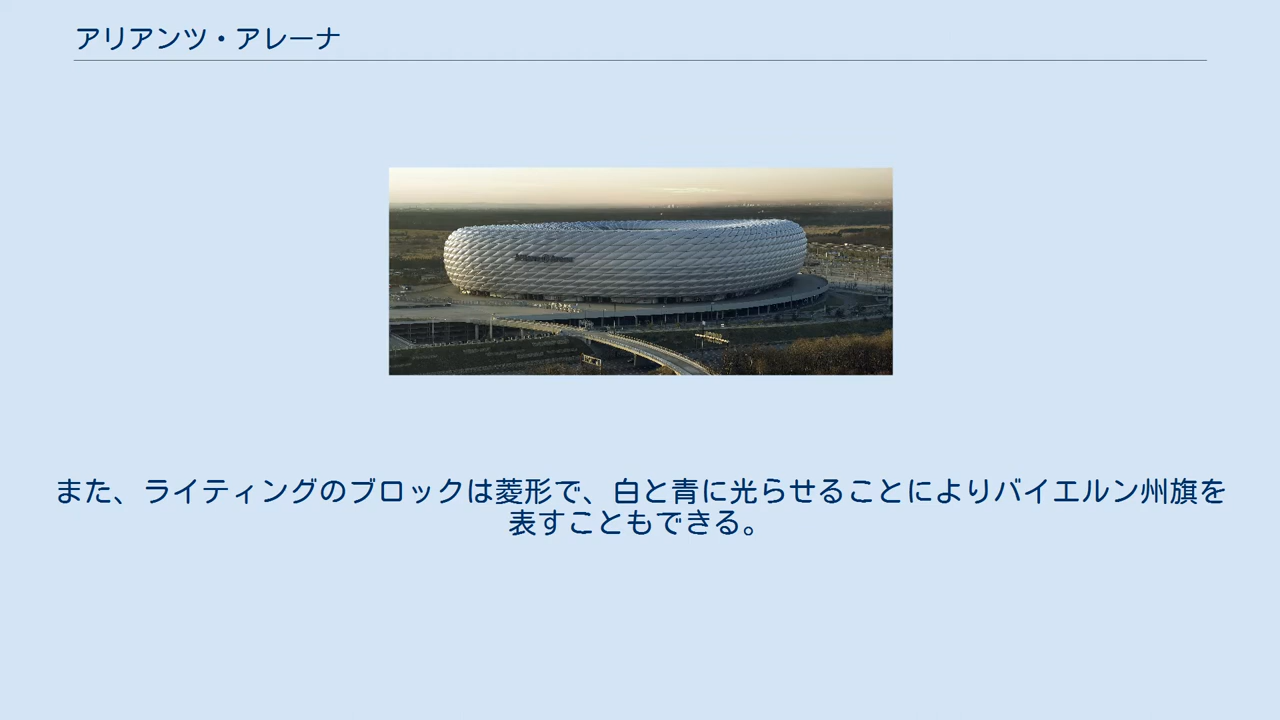 アリアンツ・アレーナ
また、ライティングのブロックは菱形で、白と青に光らせることによりバイエルン州旗を
表すこともできる。